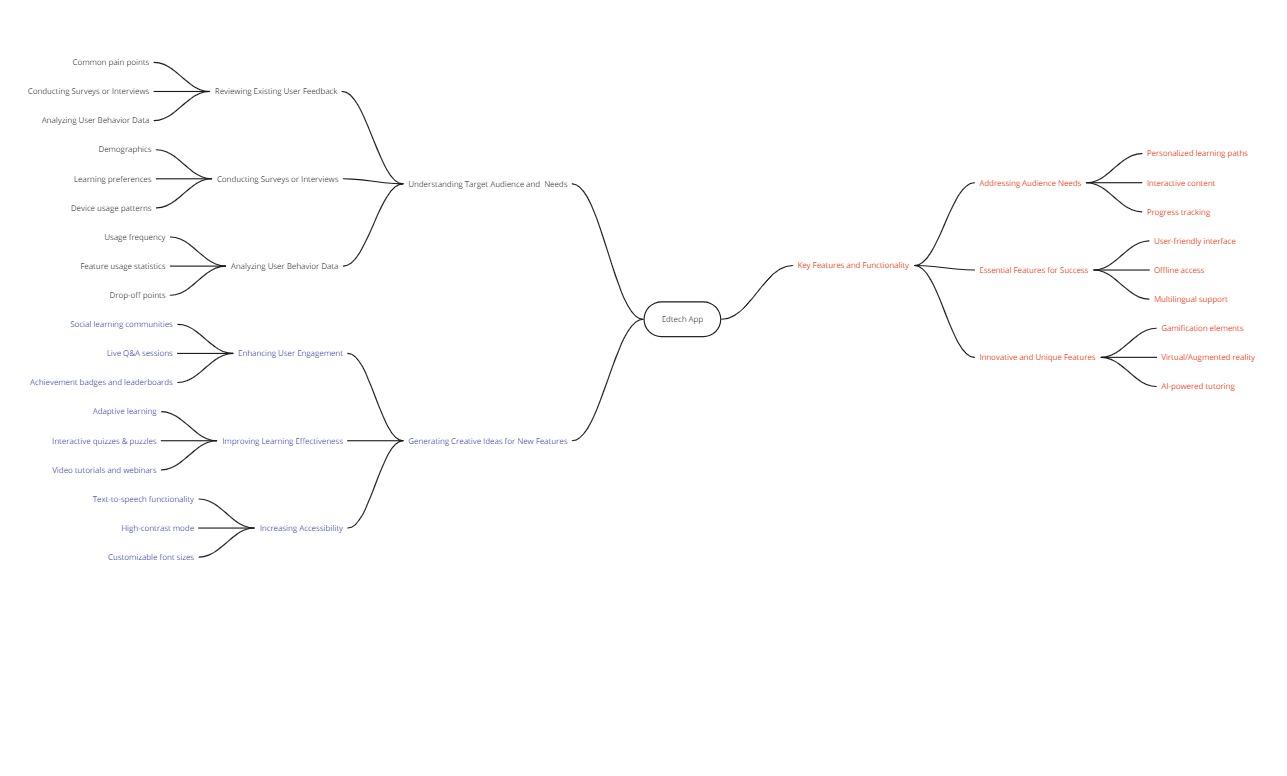 Common pain points
Conducting Surveys or Interviews
Analyzing User Behavior Data
Reviewing Existing User Feedback
Demographics
Learning preferences
Device usage patterns
Conducting Surveys or Interviews
Usage frequency
Feature usage statistics
Drop-off points
Analyzing User Behavior Data
Understanding Target Audience and  Needs
Social learning communities
Live Q&A sessions
Achievement badges and leaderboards
Enhancing User Engagement
Adaptive learning
Interactive quizzes & puzzles
Video tutorials and webinars
Improving Learning Effectiveness
Text-to-speech functionality
High-contrast mode
Customizable font sizes
Increasing Accessibility
Generating Creative Ideas for New Features
Edtech App
Key Features and Functionality
Addressing Audience Needs
Personalized learning paths
Interactive content
Progress tracking
Essential Features for Success
User-friendly interface
Offline access
Multilingual support
Innovative and Unique Features
Gamification elements
Virtual/Augmented reality
AI-powered tutoring